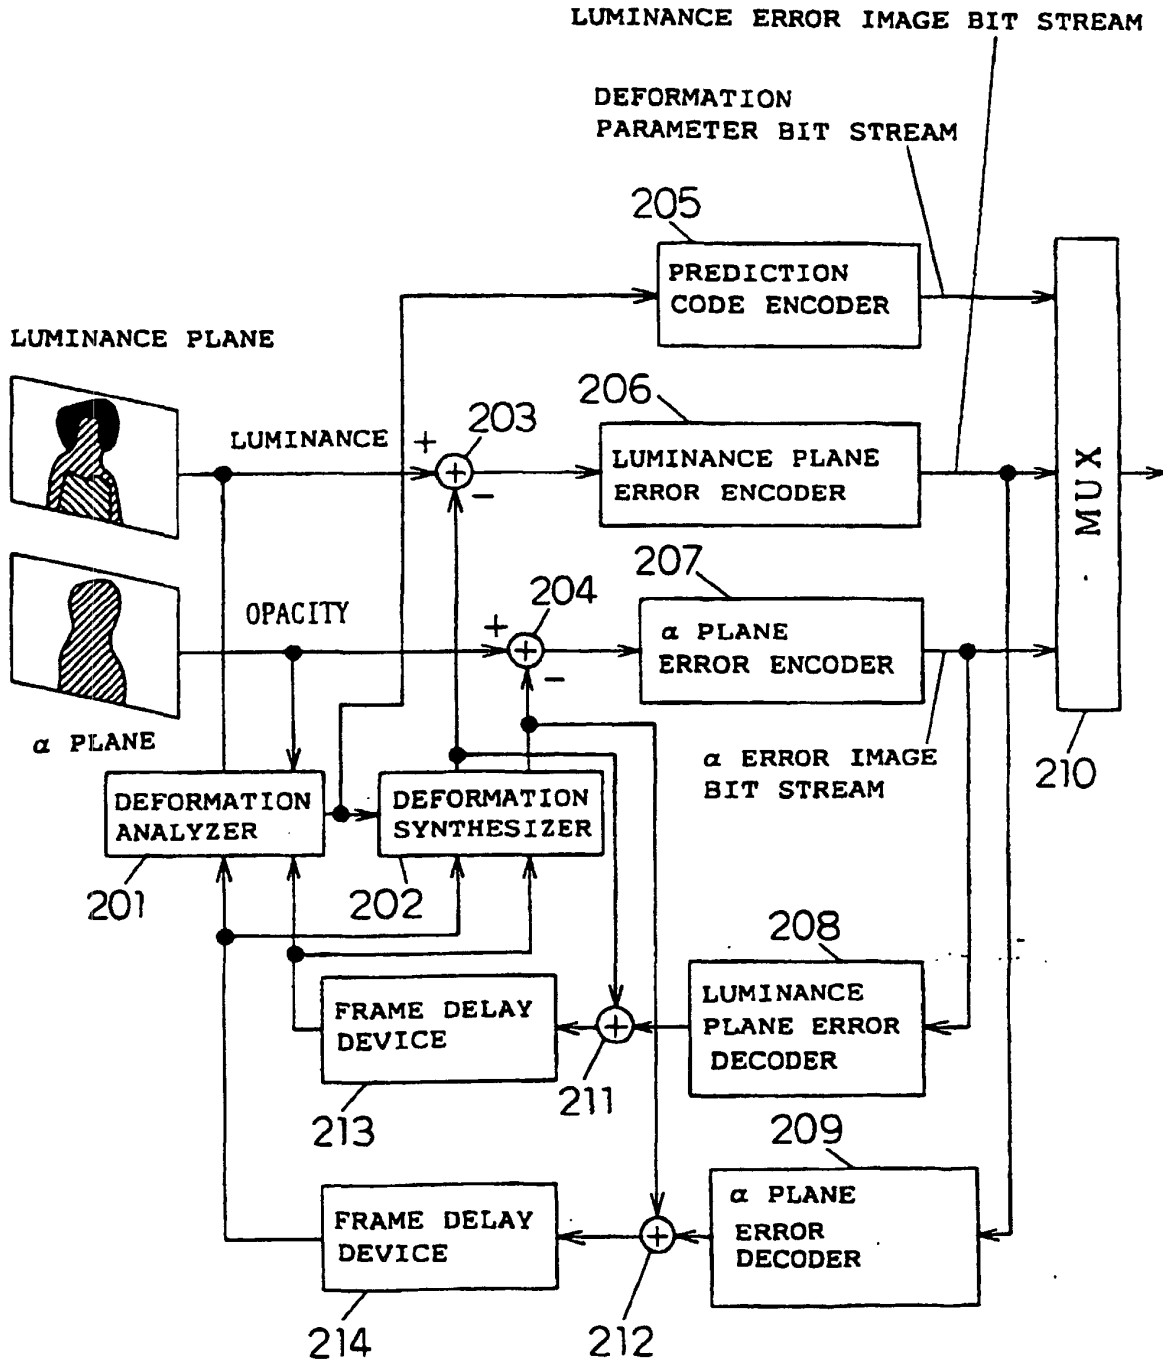 LUMINANCE ERROR IMAGE BIT STREAM
DEFORMATION
PARAMETER BIT STREAM
205
PREDICTION
CODE ENCODER
LUMINANCE PLANE
206
203
LUMINANCE +
+
−
LUMINANCE PLANE
ERROR ENCODER
MUX
207
204
OPACITY
+
+
−
α PLANE
ERROR ENCODER
α PLANE
α ERROR IMAGE
BIT STREAM
210
DEFORMATION
ANALYZER
DEFORMATION
SYNTHESIZER
201
202
208
LUMINANCE
PLANE ERROR
DECODER
FRAME DELAY
DEVICE
+
211
213
209
α PLANE
ERROR
DECODER
FRAME DELAY
DEVICE
+
212
214